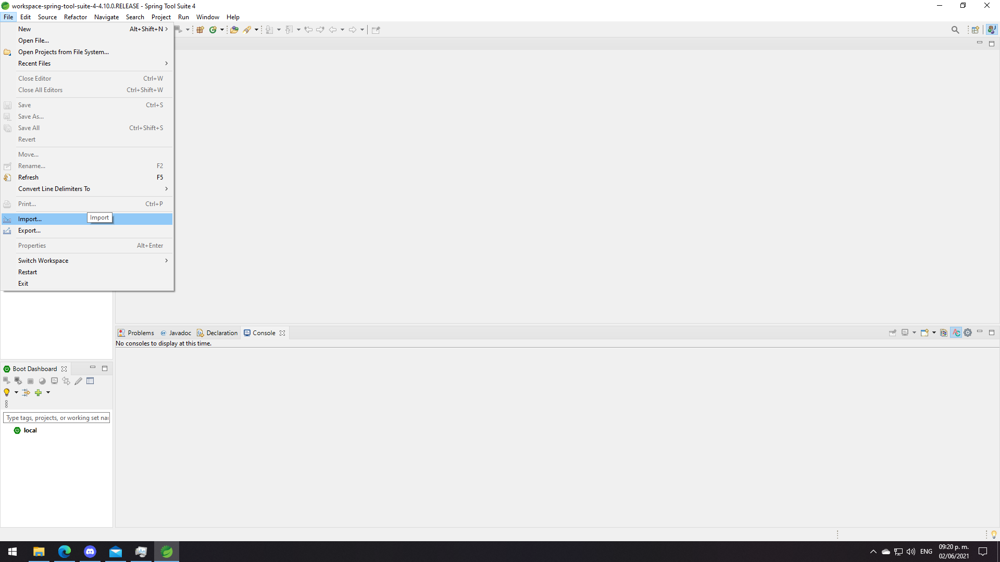 workspace-spring-tool-suite-4-4.10.0.RELEASE - Spring Tool Suite 4
File Edit Source Refactor Navigate Search Project Run Window Help
New Alt+Shift+N
Open File...
Open Projects from File System...
Recent Files
Close Editor Ctrl+W
Close All Editors Ctrl+Shift+W
Save Ctrl+S
Save As...
Save All Ctrl+Shift+S
Revert
Move...
Rename... F2
Refresh F5
Convert Line Delimiters To
Print... Ctrl+P
Import... Import
Export...
Properties Alt+Enter
Switch Workspace
Restart
Exit
Problems @ Javadoc Declaration Console
No consoles to display at this time.
Boot Dashboard
Type tags, projects, or working set nar
local
ENG
09:20 p. m.
02/06/2021